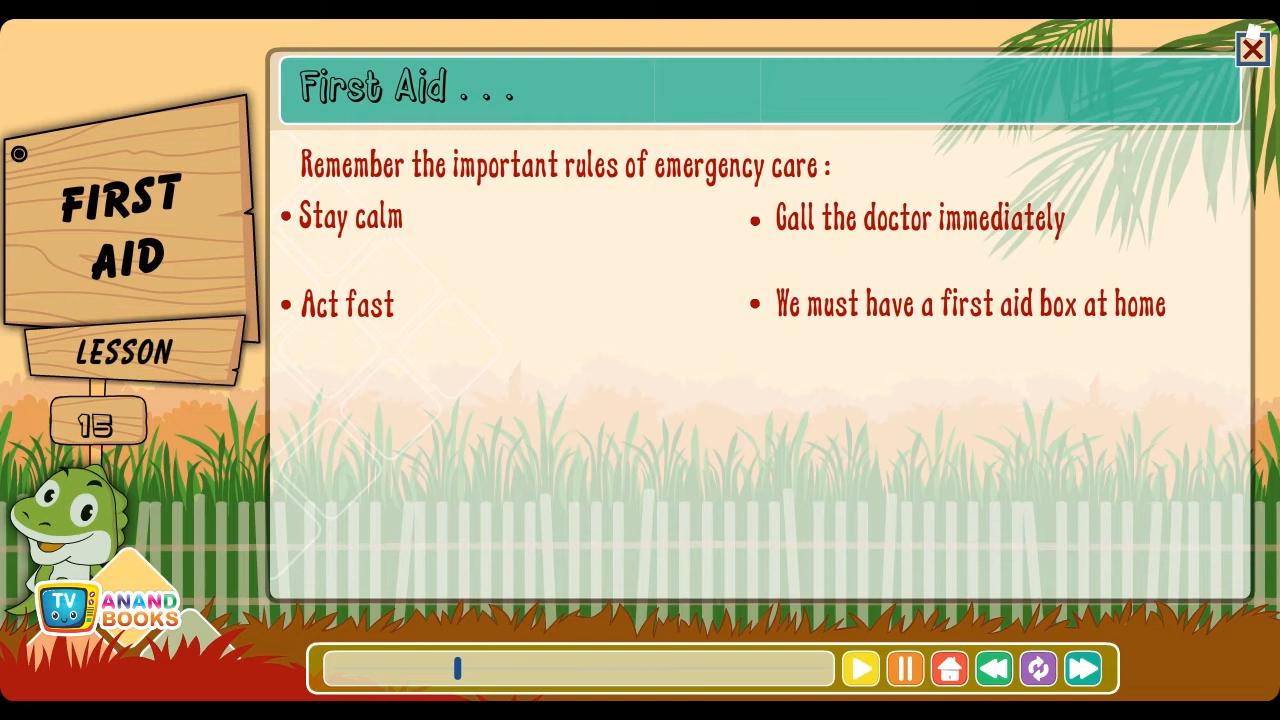 First Aid . . .
FIRST
AID
LESSON
15
Remember the important rules of emergency care :
• Stay calm
• Call the doctor immediately
• Act fast
• We must have a first aid box at home
TV
ANAND
BOOKS